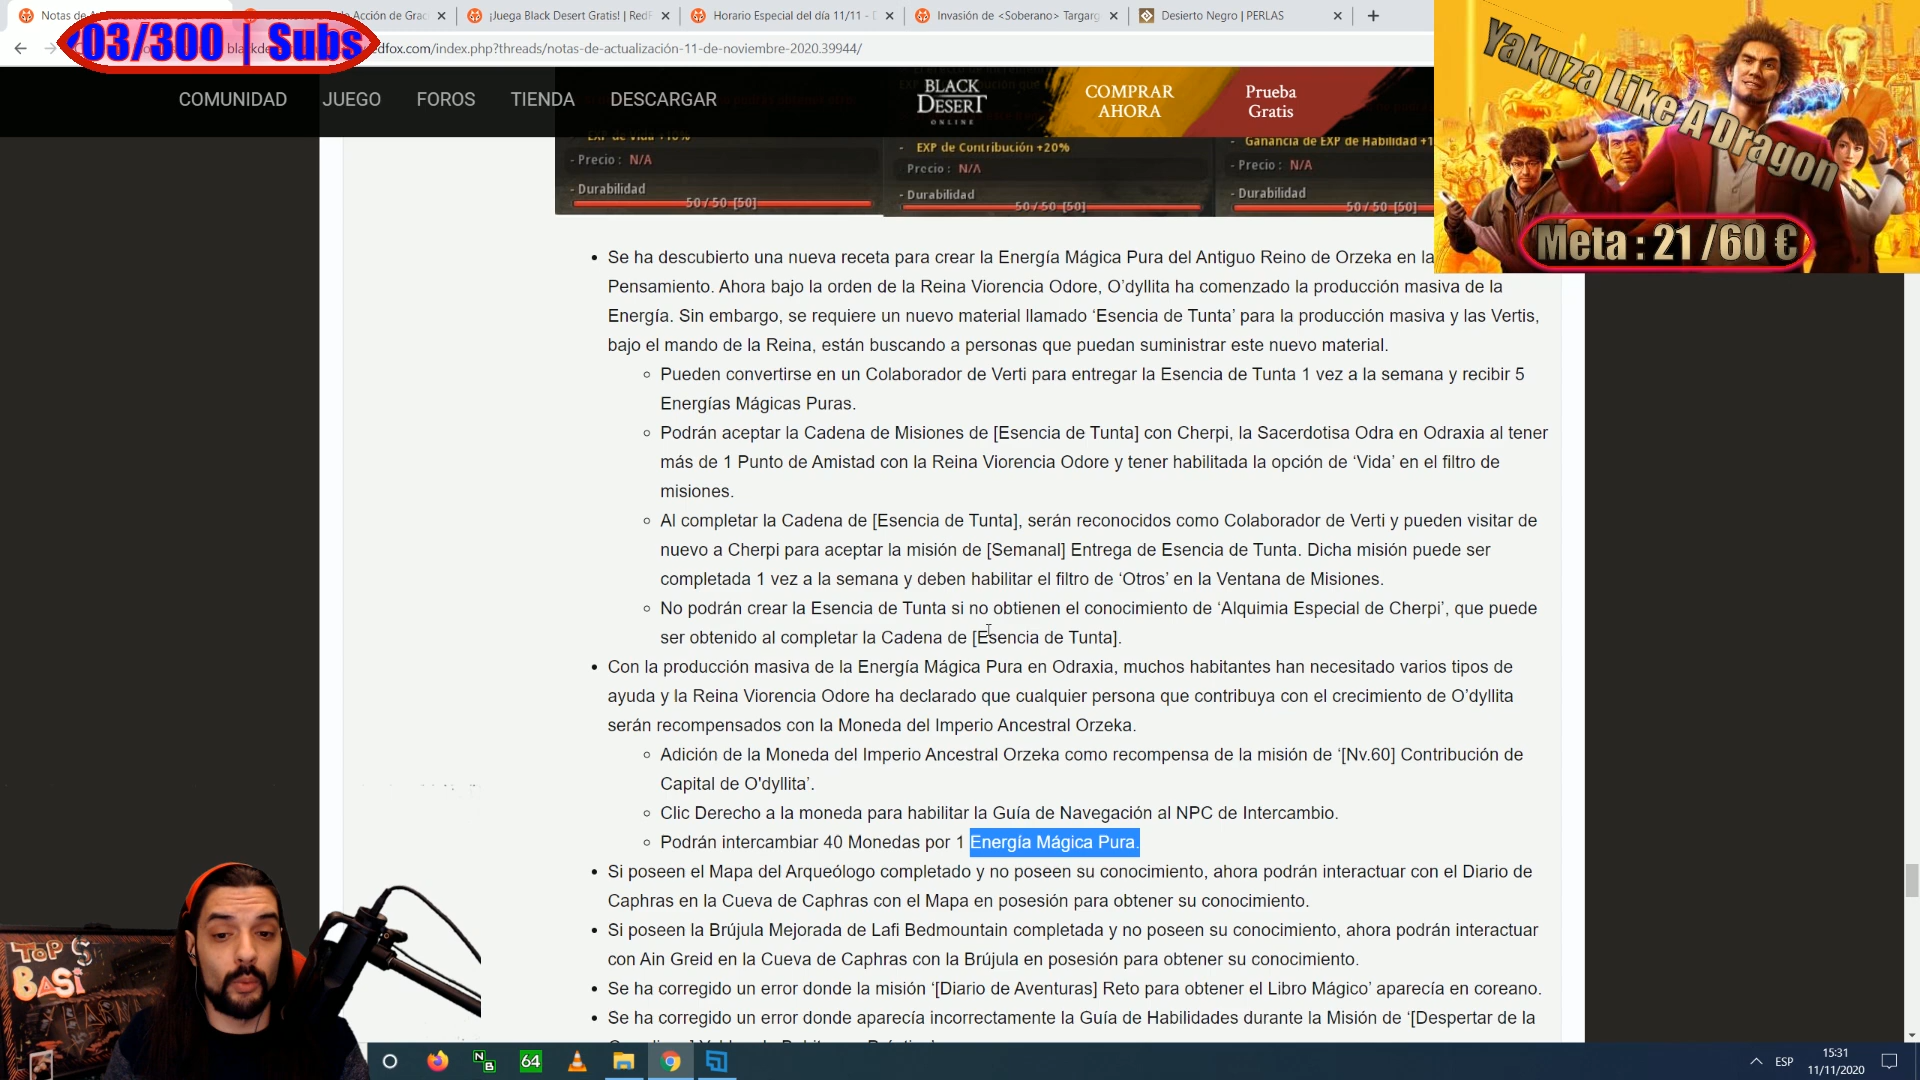 Notas de A
Acción de Graci
¡Juega Black Desert Gratis! | RedF
Horario Especial del día 11/11 - D
Invasión de <Soberano> Targarg
Desierto Negro | PERLAS
03/300 | Subs
dfox.com/index.php?threads/notas-de-actualización-11-de-noviembre-2020.39944/
COMUNIDAD JUEGO FOROS TIENDA DESCARGAR
BLACK DESERT ONLINE
COMPRAR AHORA
Prueba Gratis
Yakuza Like A Dragon
Meta : 21 /60 €
EXP de Vida +10%
- Precio : N/A
- Durabilidad
50 / 50 [50]
- EXP de Contribución +20%
Precio : N/A
- Durabilidad
50 / 50 [50]
- Ganancia de EXP de Habilidad +1
- Precio : N/A
- Durabilidad
50 / 50 [50]
• Se ha descubierto una nueva receta para crear la Energía Mágica Pura del Antiguo Reino de Orzeka en la
Pensamiento. Ahora bajo la orden de la Reina Viorencia Odore, O’dyllita ha comenzado la producción masiva de la
Energía. Sin embargo, se requiere un nuevo material llamado ‘Esencia de Tunta’ para la producción masiva y las Vertis,
bajo el mando de la Reina, están buscando a personas que puedan suministrar este nuevo material.
◦ Pueden convertirse en un Colaborador de Verti para entregar la Esencia de Tunta 1 vez a la semana y recibir 5
Energías Mágicas Puras.
◦ Podrán aceptar la Cadena de Misiones de [Esencia de Tunta] con Cherpi, la Sacerdotisa Odra en Odraxia al tener
más de 1 Punto de Amistad con la Reina Viorencia Odore y tener habilitada la opción de ‘Vida’ en el filtro de
misiones.
◦ Al completar la Cadena de [Esencia de Tunta], serán reconocidos como Colaborador de Verti y pueden visitar de
nuevo a Cherpi para aceptar la misión de [Semanal] Entrega de Esencia de Tunta. Dicha misión puede ser
completada 1 vez a la semana y deben habilitar el filtro de ‘Otros’ en la Ventana de Misiones.
◦ No podrán crear la Esencia de Tunta si no obtienen el conocimiento de ‘Alquimia Especial de Cherpi’, que puede
ser obtenido al completar la Cadena de [Esencia de Tunta].
• Con la producción masiva de la Energía Mágica Pura en Odraxia, muchos habitantes han necesitado varios tipos de
ayuda y la Reina Viorencia Odore ha declarado que cualquier persona que contribuya con el crecimiento de O’dyllita
serán recompensados con la Moneda del Imperio Ancestral Orzeka.
◦ Adición de la Moneda del Imperio Ancestral Orzeka como recompensa de la misión de ‘[Nv.60] Contribución de
Capital de O'dyllita’.
◦ Clic Derecho a la moneda para habilitar la Guía de Navegación al NPC de Intercambio.
◦ Podrán intercambiar 40 Monedas por 1 Energía Mágica Pura.
• Si poseen el Mapa del Arqueólogo completado y no poseen su conocimiento, ahora podrán interactuar con el Diario de
Caphras en la Cueva de Caphras con el Mapa en posesión para obtener su conocimiento.
• Si poseen la Brújula Mejorada de Lafi Bedmountain completada y no poseen su conocimiento, ahora podrán interactuar
con Ain Greid en la Cueva de Caphras con la Brújula en posesión para obtener su conocimiento.
• Se ha corregido un error donde la misión ‘[Diario de Aventuras] Reto para obtener el Libro Mágico’ aparecía en coreano.
• Se ha corregido un error donde aparecía incorrectamente la Guía de Habilidades durante la Misión de ‘[Despertar de la
TOP 5
BASi
N B
64
ESP
15:31
11/11/2020